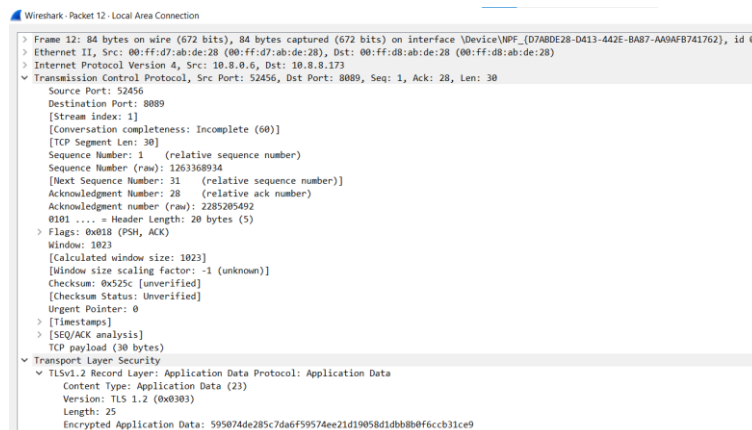 Wireshark · Packet 12 · Local Area Connection
> Frame 12: 84 bytes on wire (672 bits), 84 bytes captured (672 bits) on interface \Device\NPF_{D7ABDE28-D413-442E-BA87-AA9AFB741762}, id 0
> Ethernet II, Src: 00:ff:d7:ab:de:28 (00:ff:d7:ab:de:28), Dst: 00:ff:d8:ab:de:28 (00:ff:d8:ab:de:28)
> Internet Protocol Version 4, Src: 10.8.0.6, Dst: 10.8.8.173
Transmission Control Protocol, Src Port: 52456, Dst Port: 8089, Seq: 1, Ack: 28, Len: 30
Source Port: 52456
Destination Port: 8089
[Stream index: 1]
[Conversation completeness: Incomplete (60)]
[TCP Segment Len: 30]
Sequence Number: 1 (relative sequence number)
Sequence Number (raw): 1263368934
[Next Sequence Number: 31 (relative sequence number)]
Acknowledgment Number: 28 (relative ack number)
Acknowledgment number (raw): 2285205492
0101 .... = Header Length: 20 bytes (5)
> Flags: 0x018 (PSH, ACK)
Window: 1023
[Calculated window size: 1023]
[Window size scaling factor: -1 (unknown)]
Checksum: 0x525c [unverified]
[Checksum Status: Unverified]
Urgent Pointer: 0
> [Timestamps]
> [SEQ/ACK analysis]
TCP payload (30 bytes)
Transport Layer Security
TLSv1.2 Record Layer: Application Data Protocol: Application Data
Content Type: Application Data (23)
Version: TLS 1.2 (0x0303)
Length: 25
Encrypted Application Data: 595074de285c7da6f59574ee21d19058d1dbb8b0f6ccb31ce9